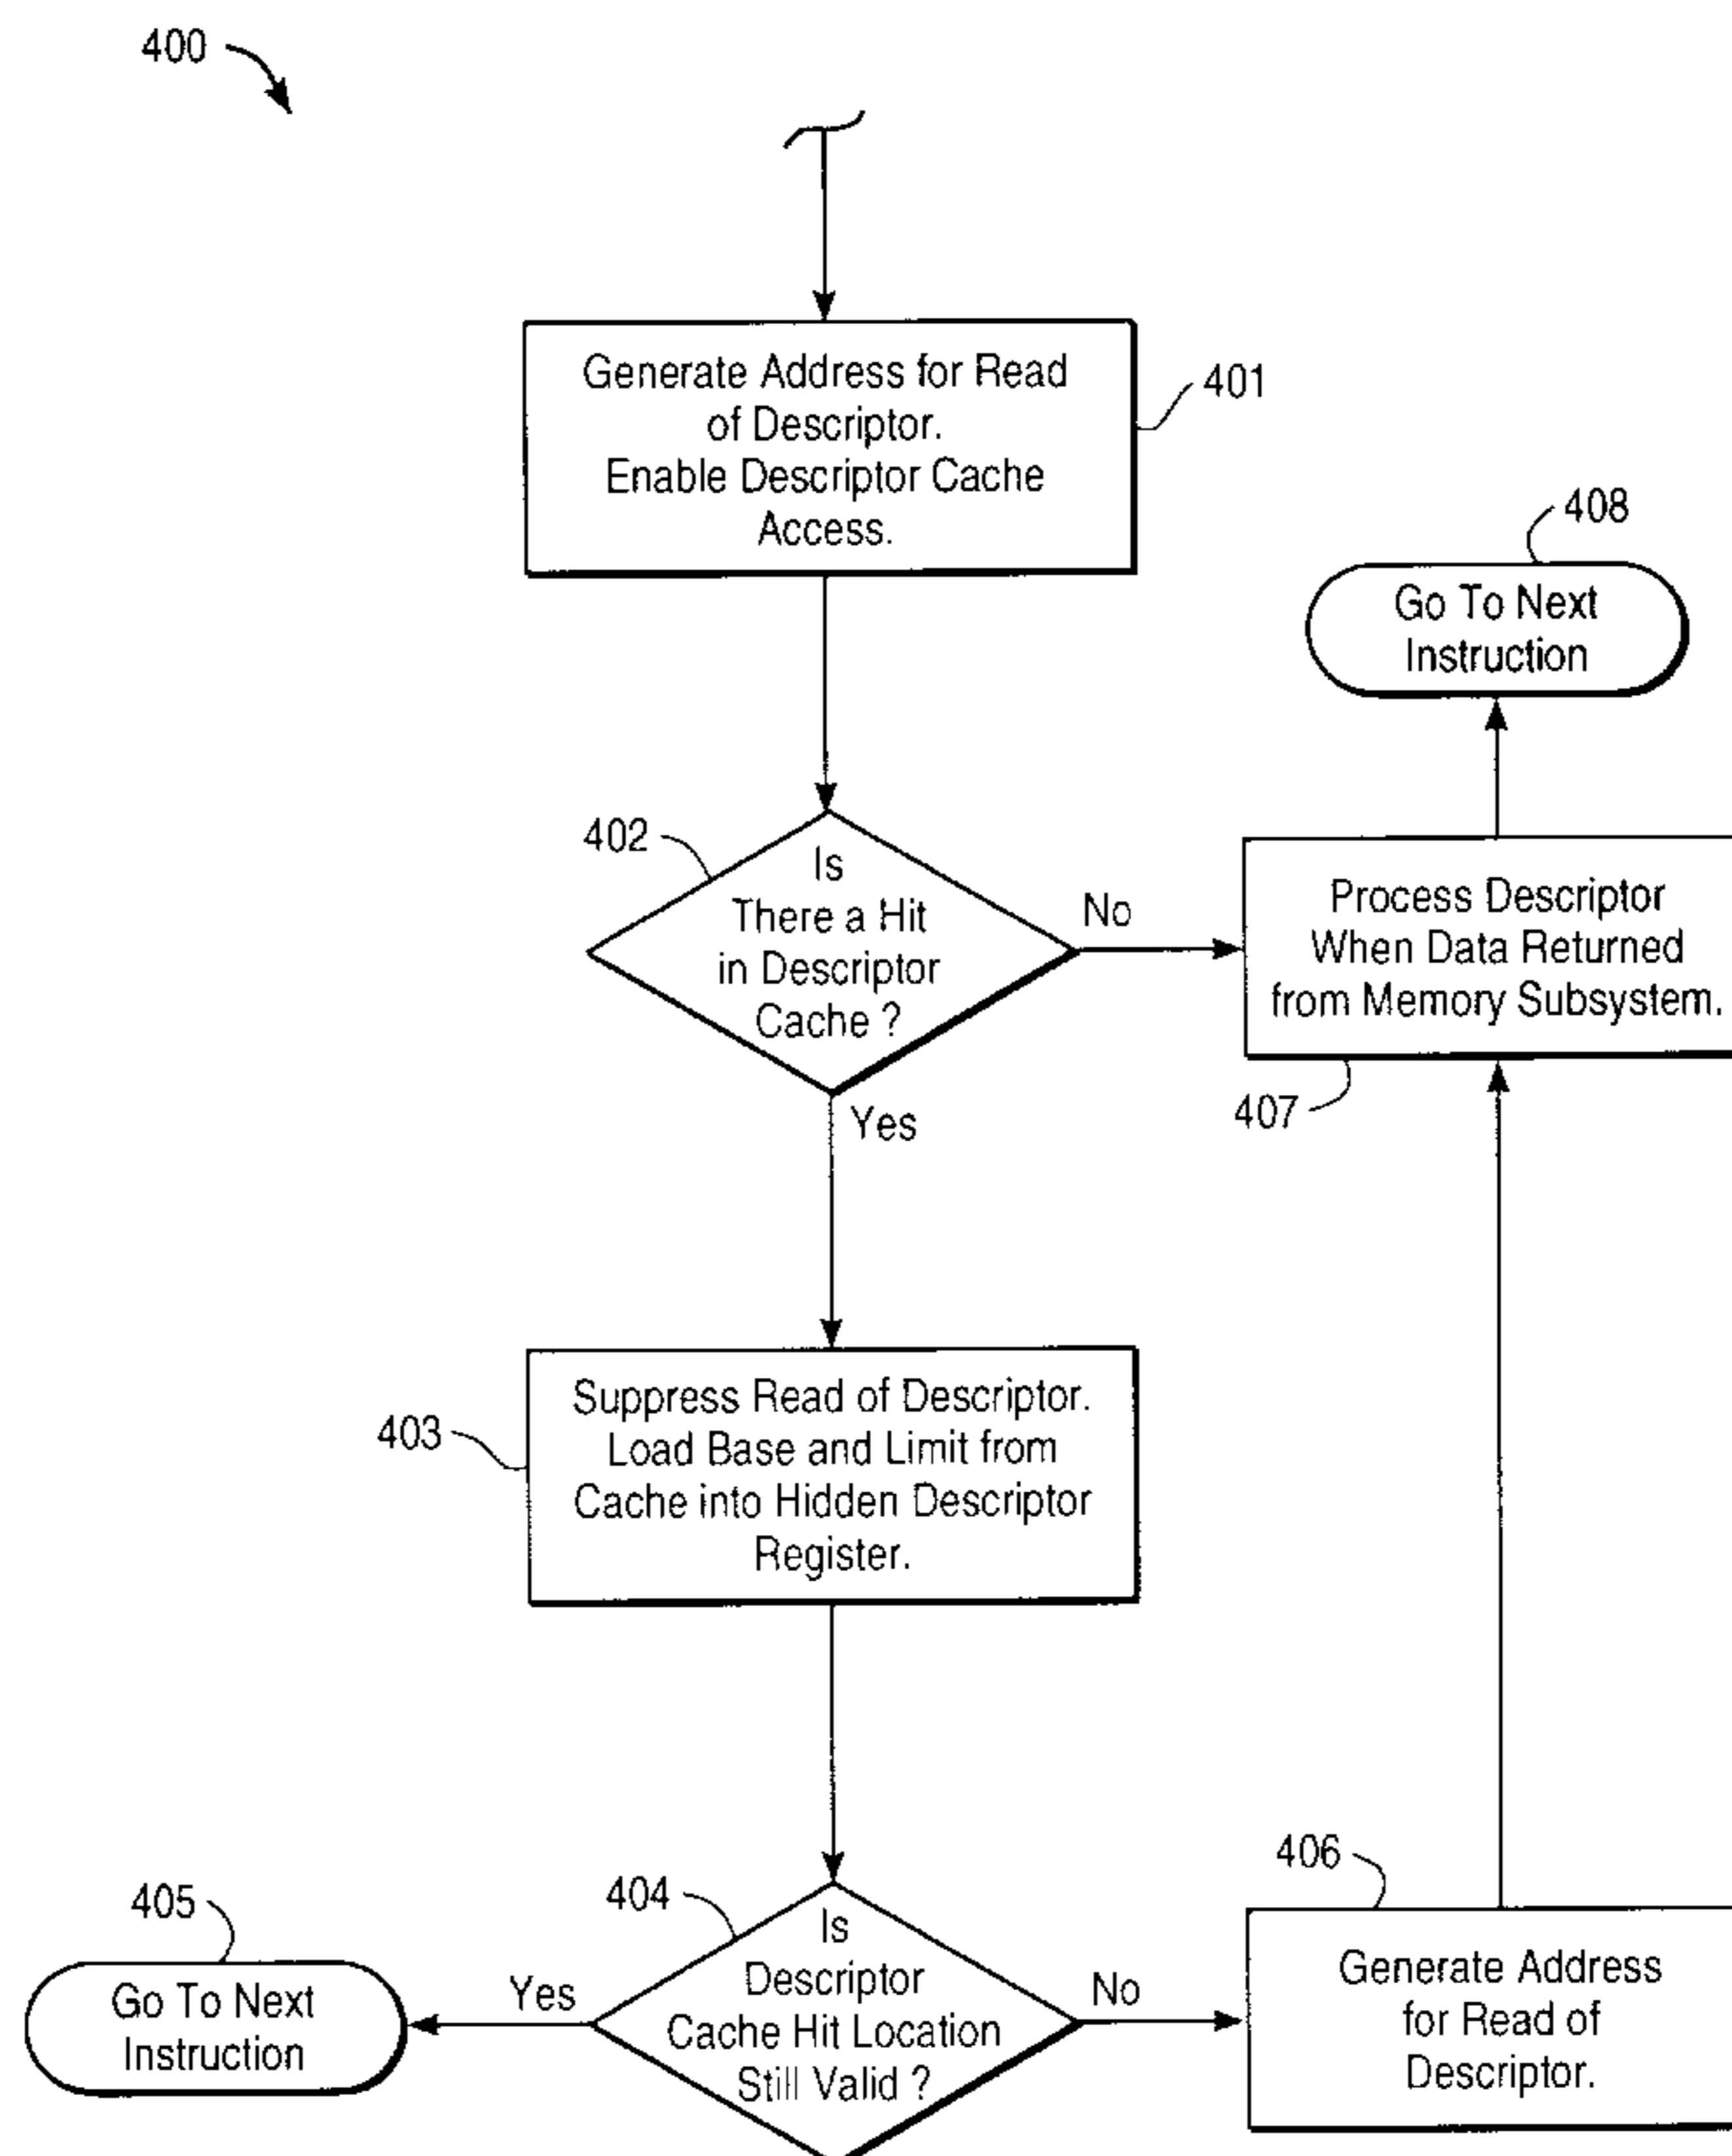 400
Generate Address for Read
of Descriptor.
Enable Descriptor Cache
Access.
401
408
Go To Next
Instruction
402
Is
There a Hit
in Descriptor
Cache ?
No
Yes
Process Descriptor
When Data Returned
from Memory Subsystem.
407
403
Suppress Read of Descriptor.
Load Base and Limit from
Cache into Hidden Descriptor
Register.
404
Is
Descriptor
Cache Hit Location
Still Valid ?
Yes
No
405
Go To Next
Instruction
406
Generate Address
for Read of
Descriptor.